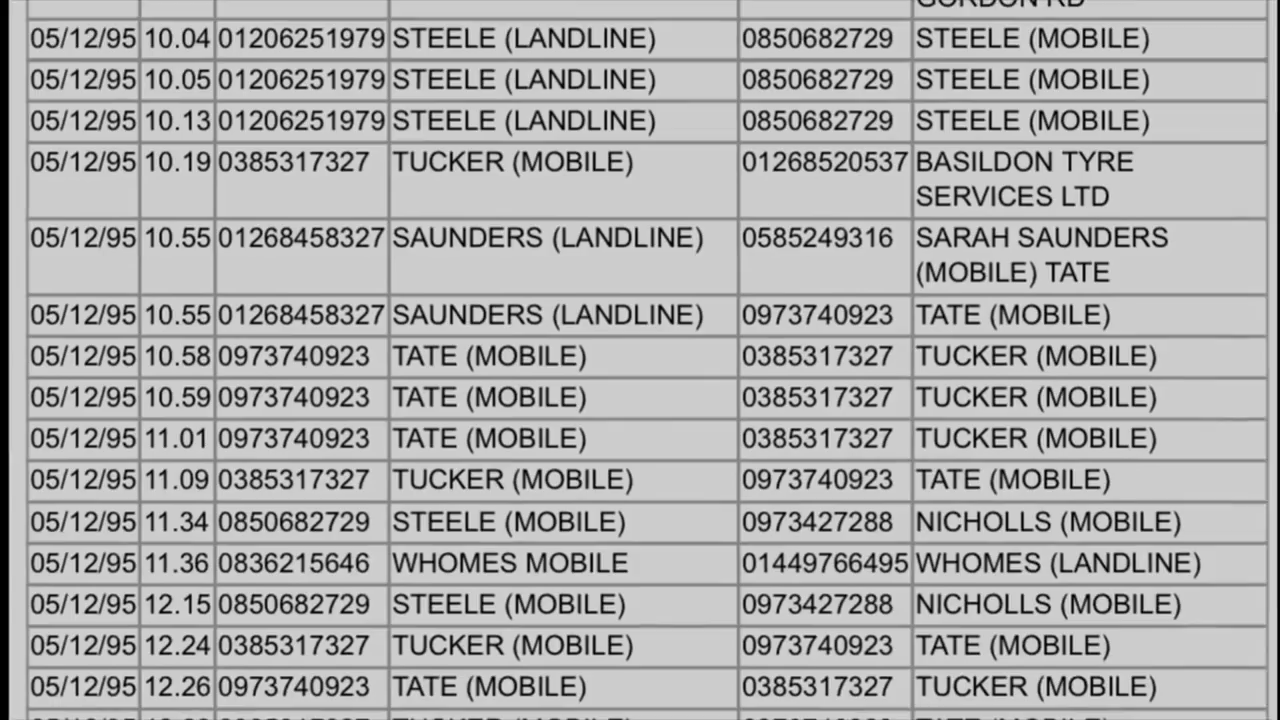 GORDON RD
05/12/95 10.04 01206251979 STEELE (LANDLINE) 0850682729 STEELE (MOBILE)
05/12/95 10.05 01206251979 STEELE (LANDLINE) 0850682729 STEELE (MOBILE)
05/12/95 10.13 01206251979 STEELE (LANDLINE) 0850682729 STEELE (MOBILE)
05/12/95 10.19 0385317327 TUCKER (MOBILE) 01268520537 BASILDON TYRE
SERVICES LTD
05/12/95 10.55 01268458327 SAUNDERS (LANDLINE) 0585249316 SARAH SAUNDERS
(MOBILE) TATE
05/12/95 10.55 01268458327 SAUNDERS (LANDLINE) 0973740923 TATE (MOBILE)
05/12/95 10.58 0973740923 TATE (MOBILE) 0385317327 TUCKER (MOBILE)
05/12/95 10.59 0973740923 TATE (MOBILE) 0385317327 TUCKER (MOBILE)
05/12/95 11.01 0973740923 TATE (MOBILE) 0385317327 TUCKER (MOBILE)
05/12/95 11.09 0385317327 TUCKER (MOBILE) 0973740923 TATE (MOBILE)
05/12/95 11.34 0850682729 STEELE (MOBILE) 0973427288 NICHOLLS (MOBILE)
05/12/95 11.36 0836215646 WHOMES MOBILE 01449766495 WHOMES (LANDLINE)
05/12/95 12.15 0850682729 STEELE (MOBILE) 0973427288 NICHOLLS (MOBILE)
05/12/95 12.24 0385317327 TUCKER (MOBILE) 0973740923 TATE (MOBILE)
05/12/95 12.26 0973740923 TATE (MOBILE) 0385317327 TUCKER (MOBILE)